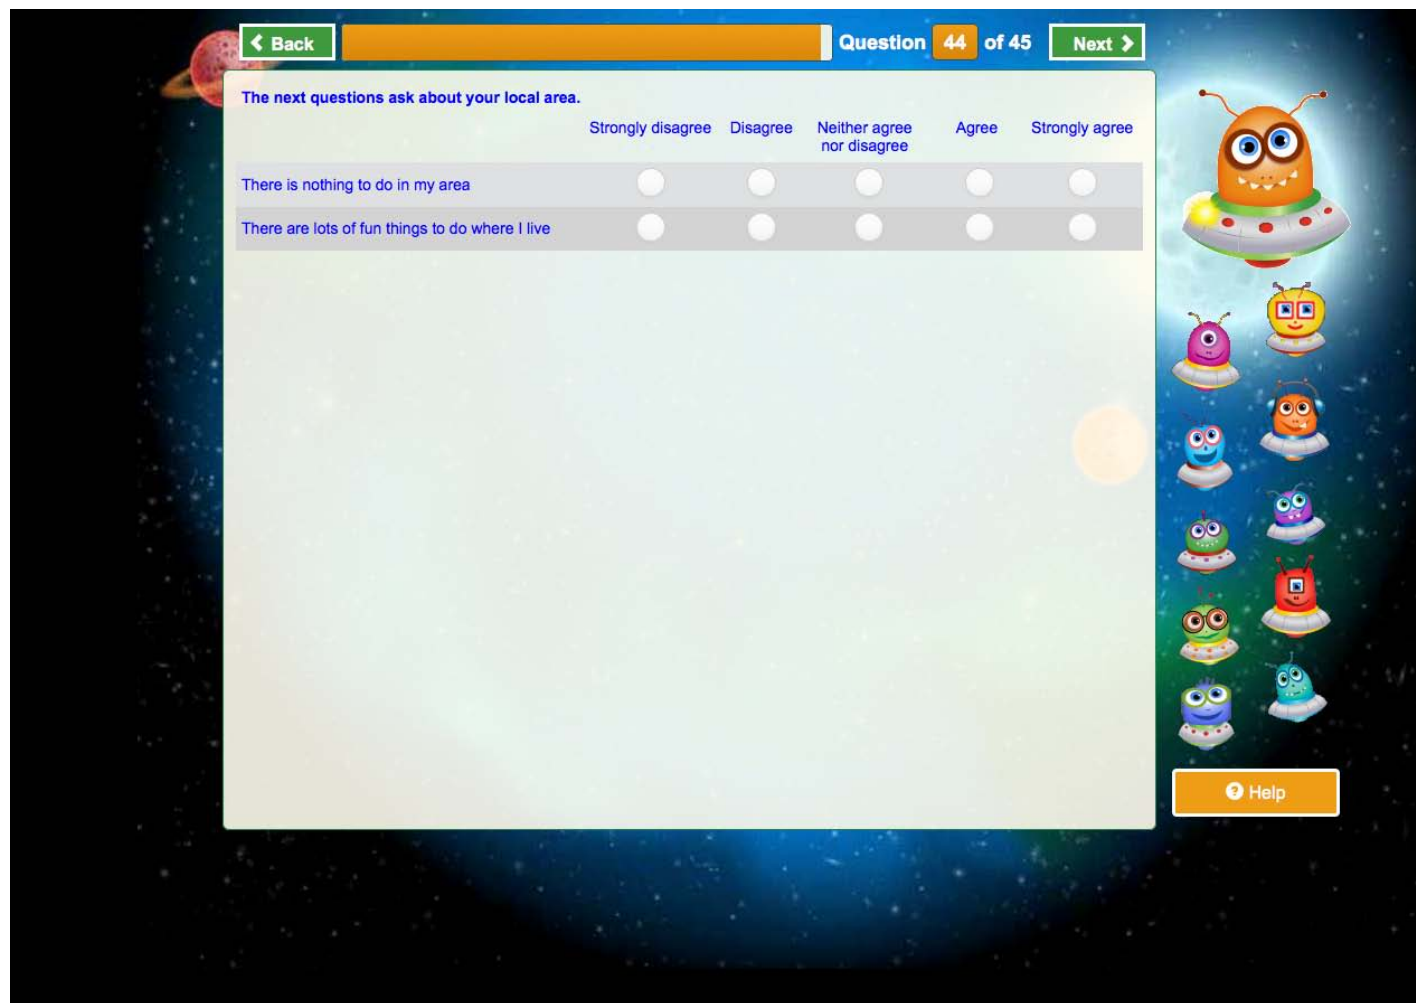 Back
Question 44 of 45
Next
The next questions ask about your local area.
Strongly disagree Disagree Neither agree nor disagree Agree Strongly agree
There is nothing to do in my area
There are lots of fun things to do where I live
Help